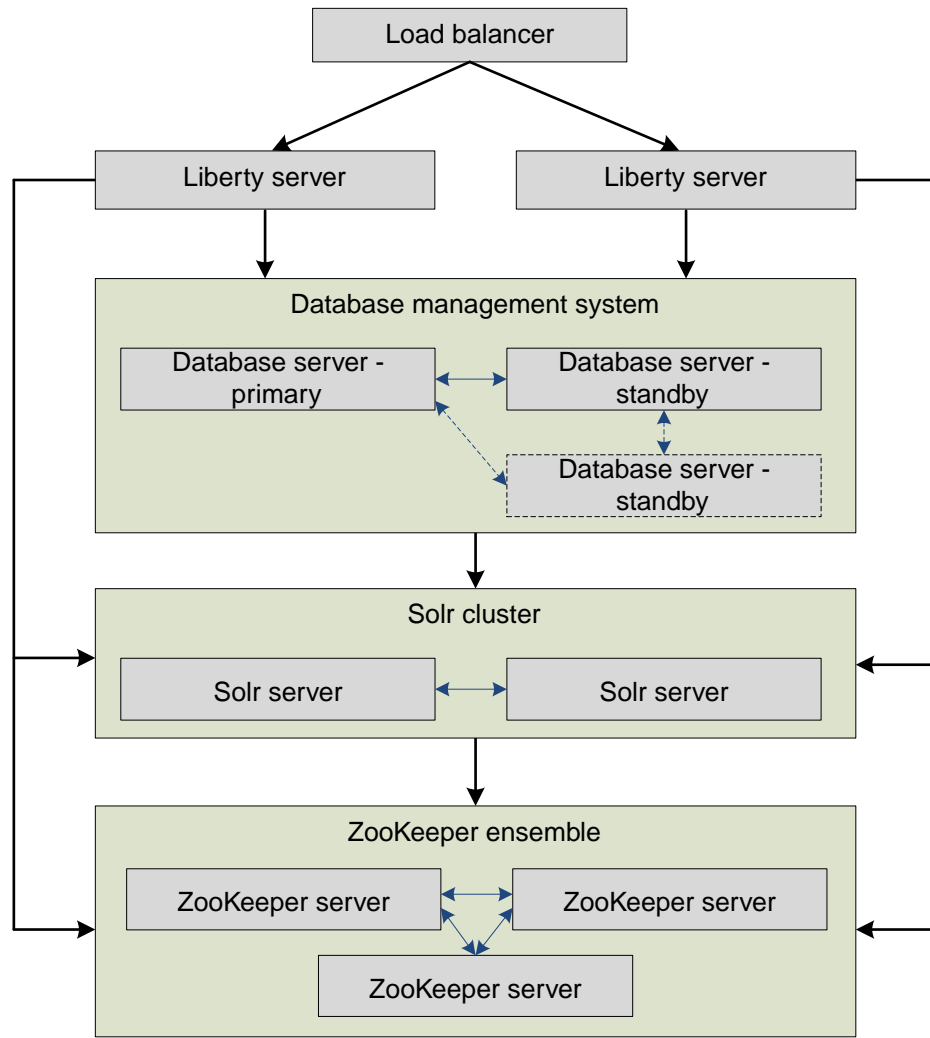 Load balancer
Liberty server
Liberty server
Database management system
Database server -
primary
Database server -
standby
Database server -
standby
Solr cluster
Solr server
Solr server
ZooKeeper ensemble
ZooKeeper server
ZooKeeper server
ZooKeeper server